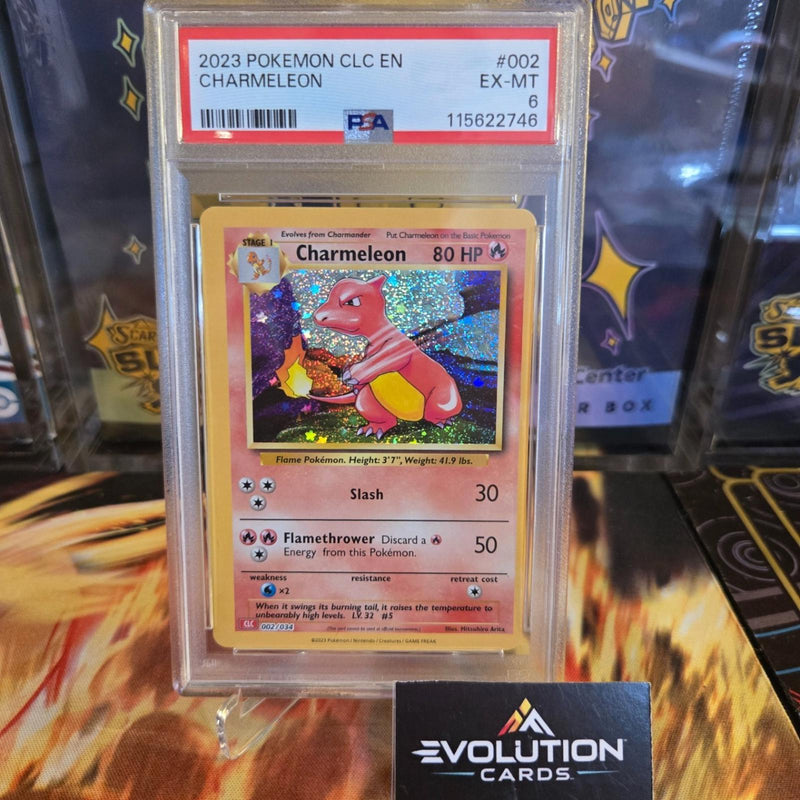 2023 POKEMON CLC EN #002
CHARMELEON EX-MT
6
PSA 115622746
Evolves from Charmander Put Charmeleon on the Basic Pokémon
STAGE 1
Charmeleon 80 HP
Flame Pokémon. Height: 3'7", Weight: 41.9 lbs.
Slash 30
Flamethrower Discard a
Energy from this Pokémon. 50
weakness resistance retreat cost
×2
When it swings its burning tail, it raises the temperature to
unbearably high levels. LV. 32 #5
CLC 002/034
Illus. Mitsuhiro Arita
©2023 Pokémon / Nintendo / Creatures / GAME FREAK
Center
R BOX
EVOLUTION
CARDS